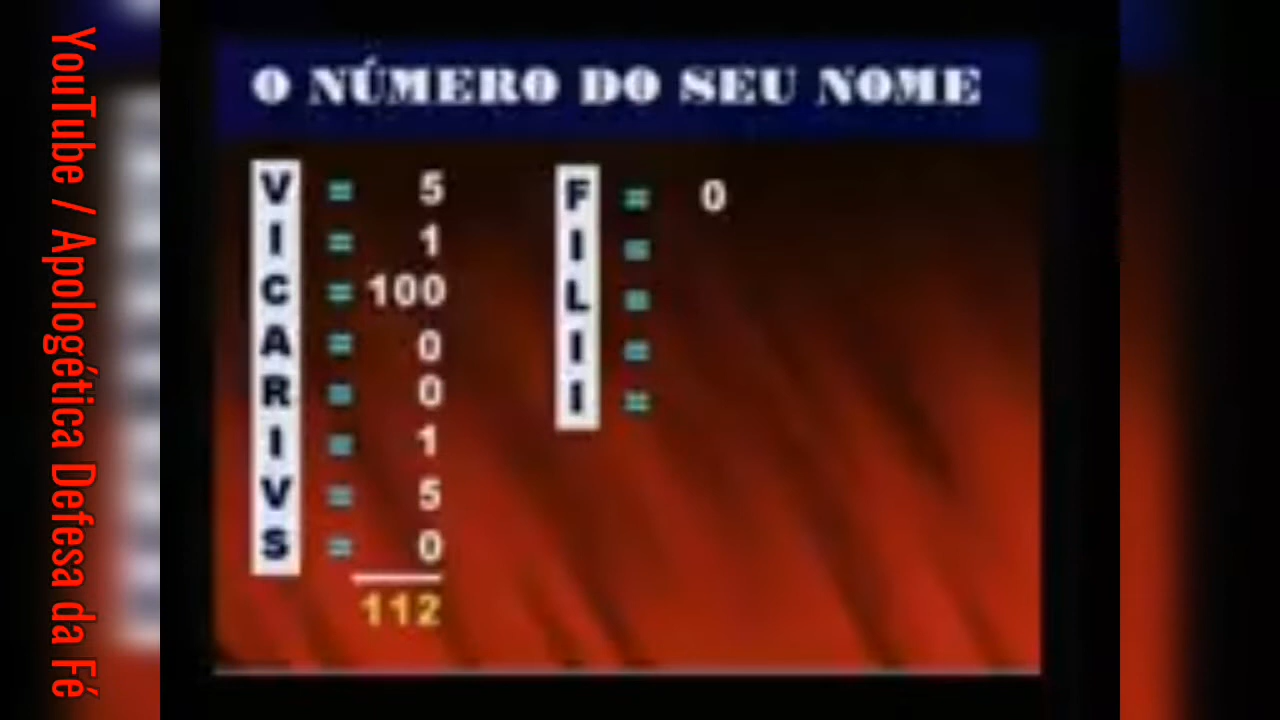 YouTube / Apologética Defesa da Fé
O NÚMERO DO SEU NOME
V = 5
I = 1
C = 100
A = 0
R = 0
I = 1
V = 5
S = 0
112
F = 0
I =
L =
I =
I =